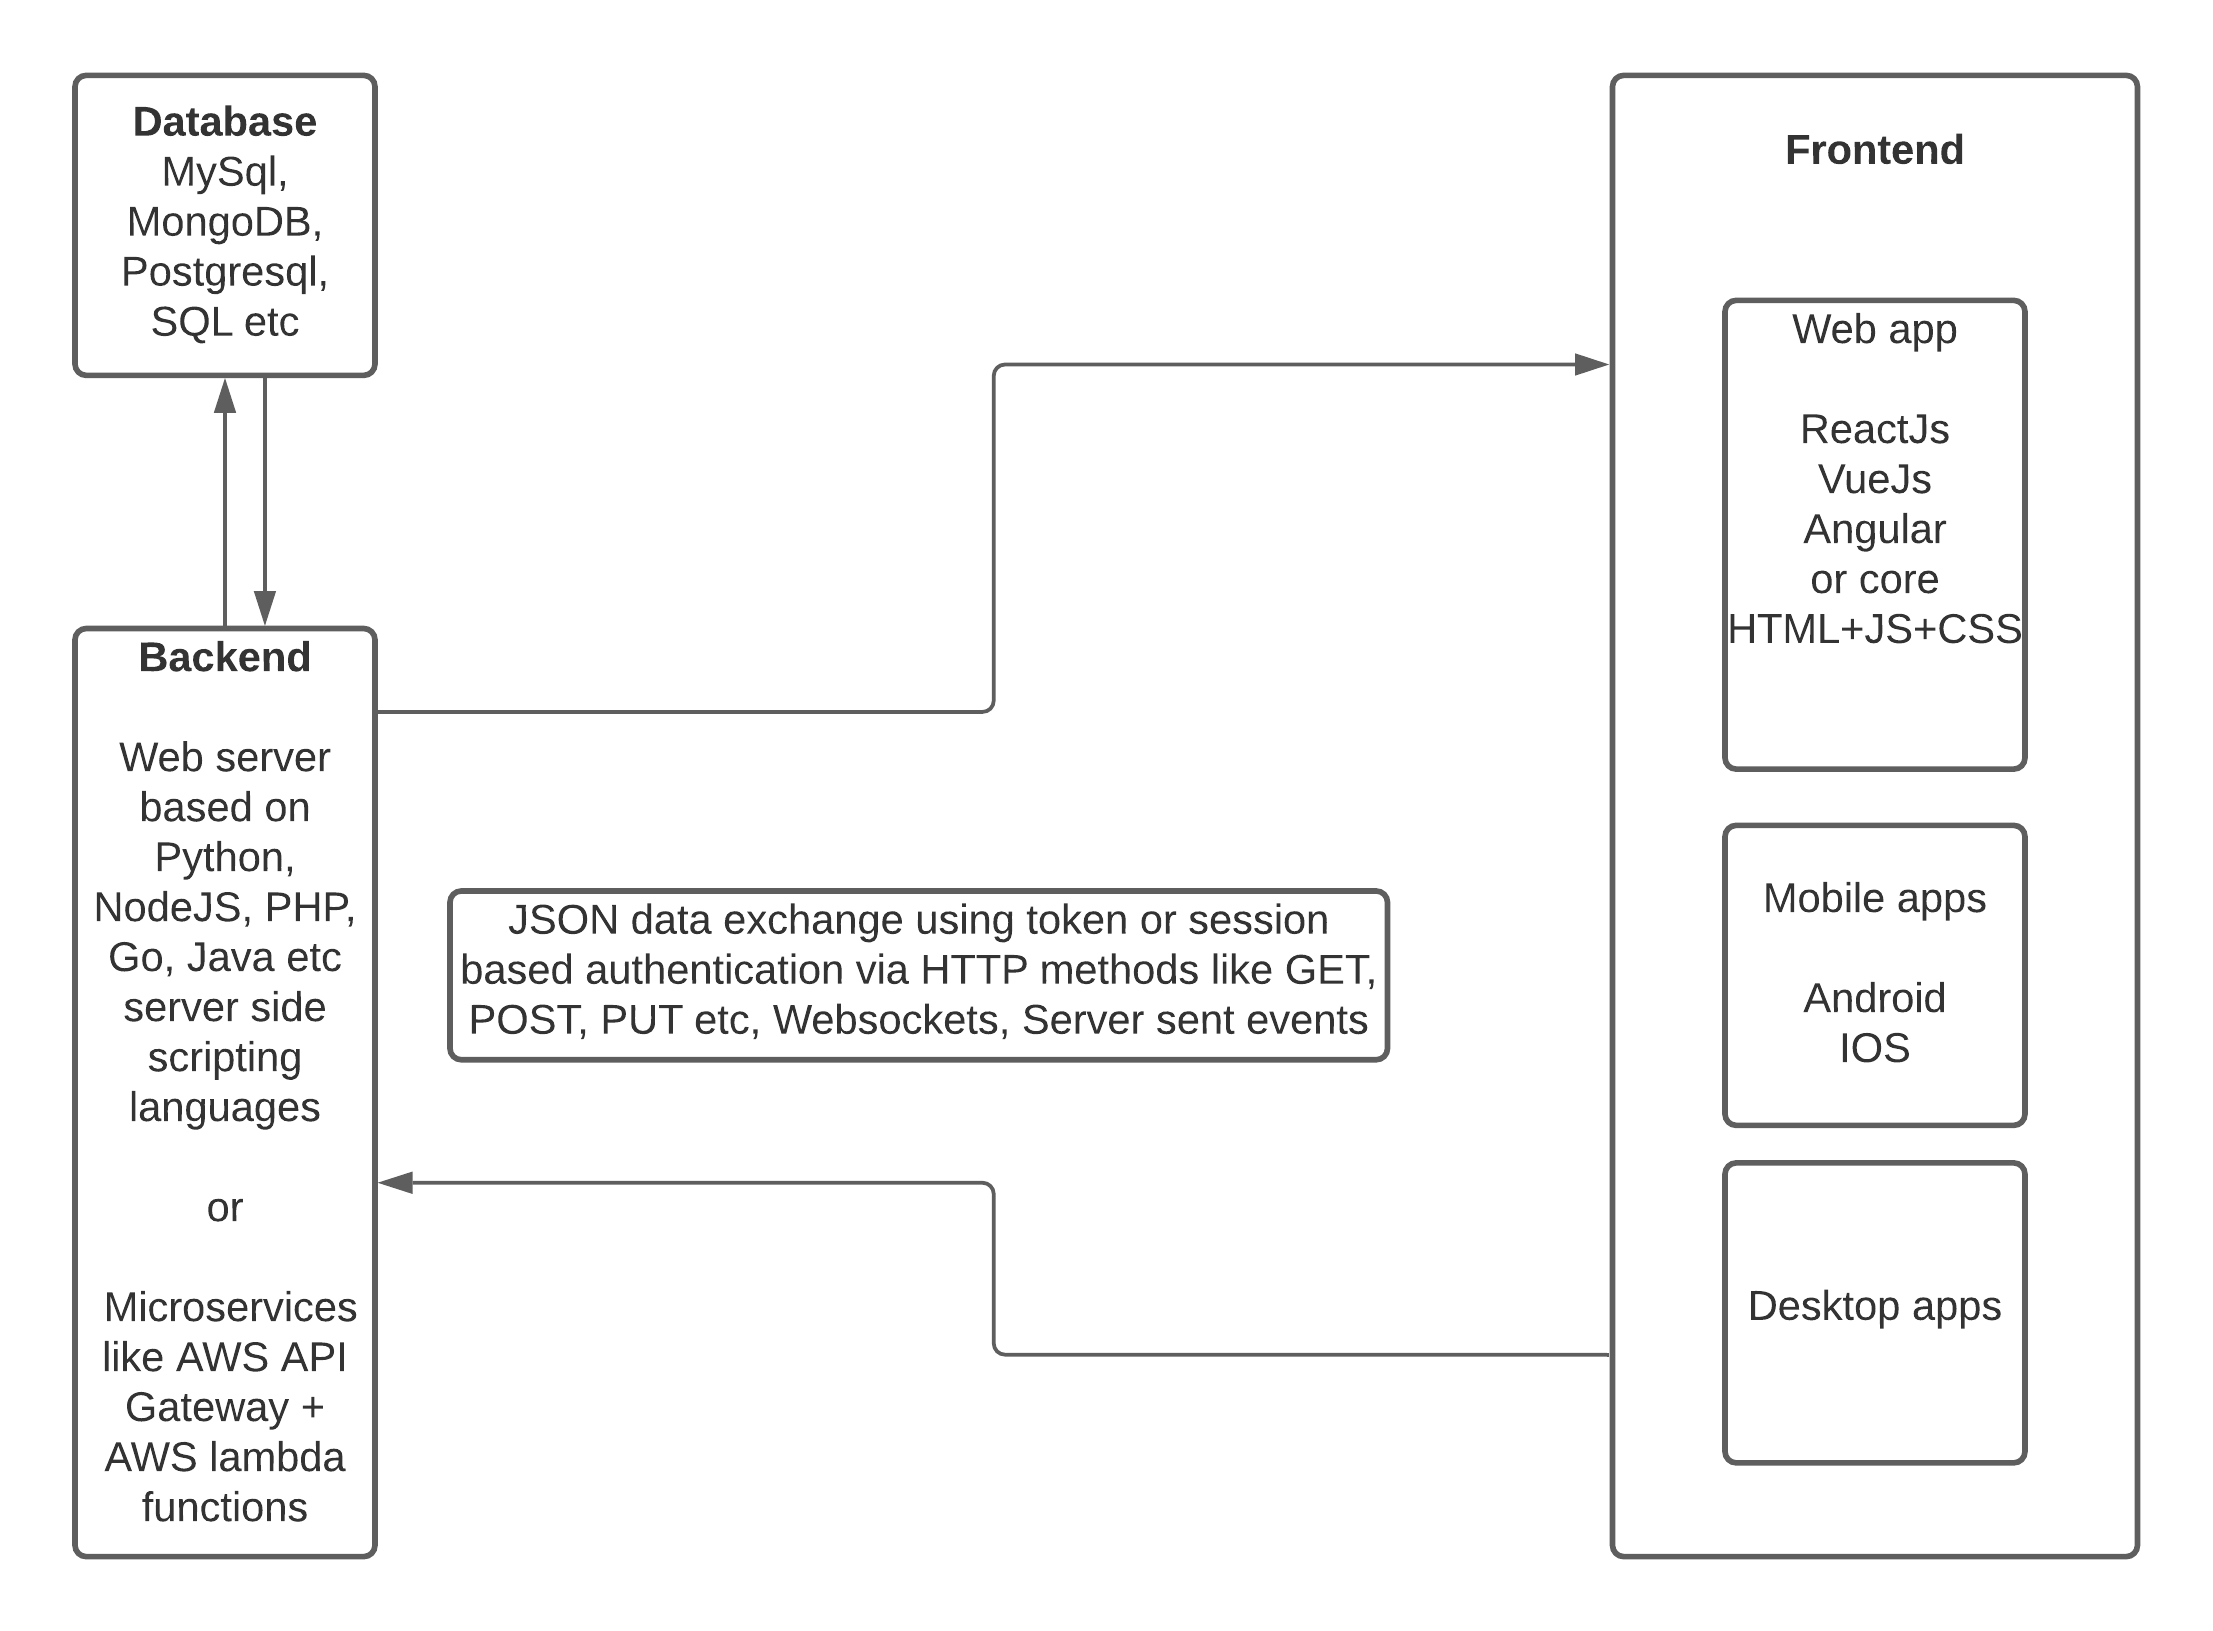 Database
MySql,
MongoDB,
Postgresql,
SQL etc
Backend
Web server
based on
Python,
NodeJS, PHP,
Go, Java etc
server side
scripting
languages
or
Microservices
like AWS API
Gateway +
AWS lambda
functions
JSON data exchange using token or session
based authentication via HTTP methods like GET,
POST, PUT etc, Websockets, Server sent events
Frontend
Web app
ReactJs
VueJs
Angular
or core
HTML+JS+CSS
Mobile apps
Android
IOS
Desktop apps